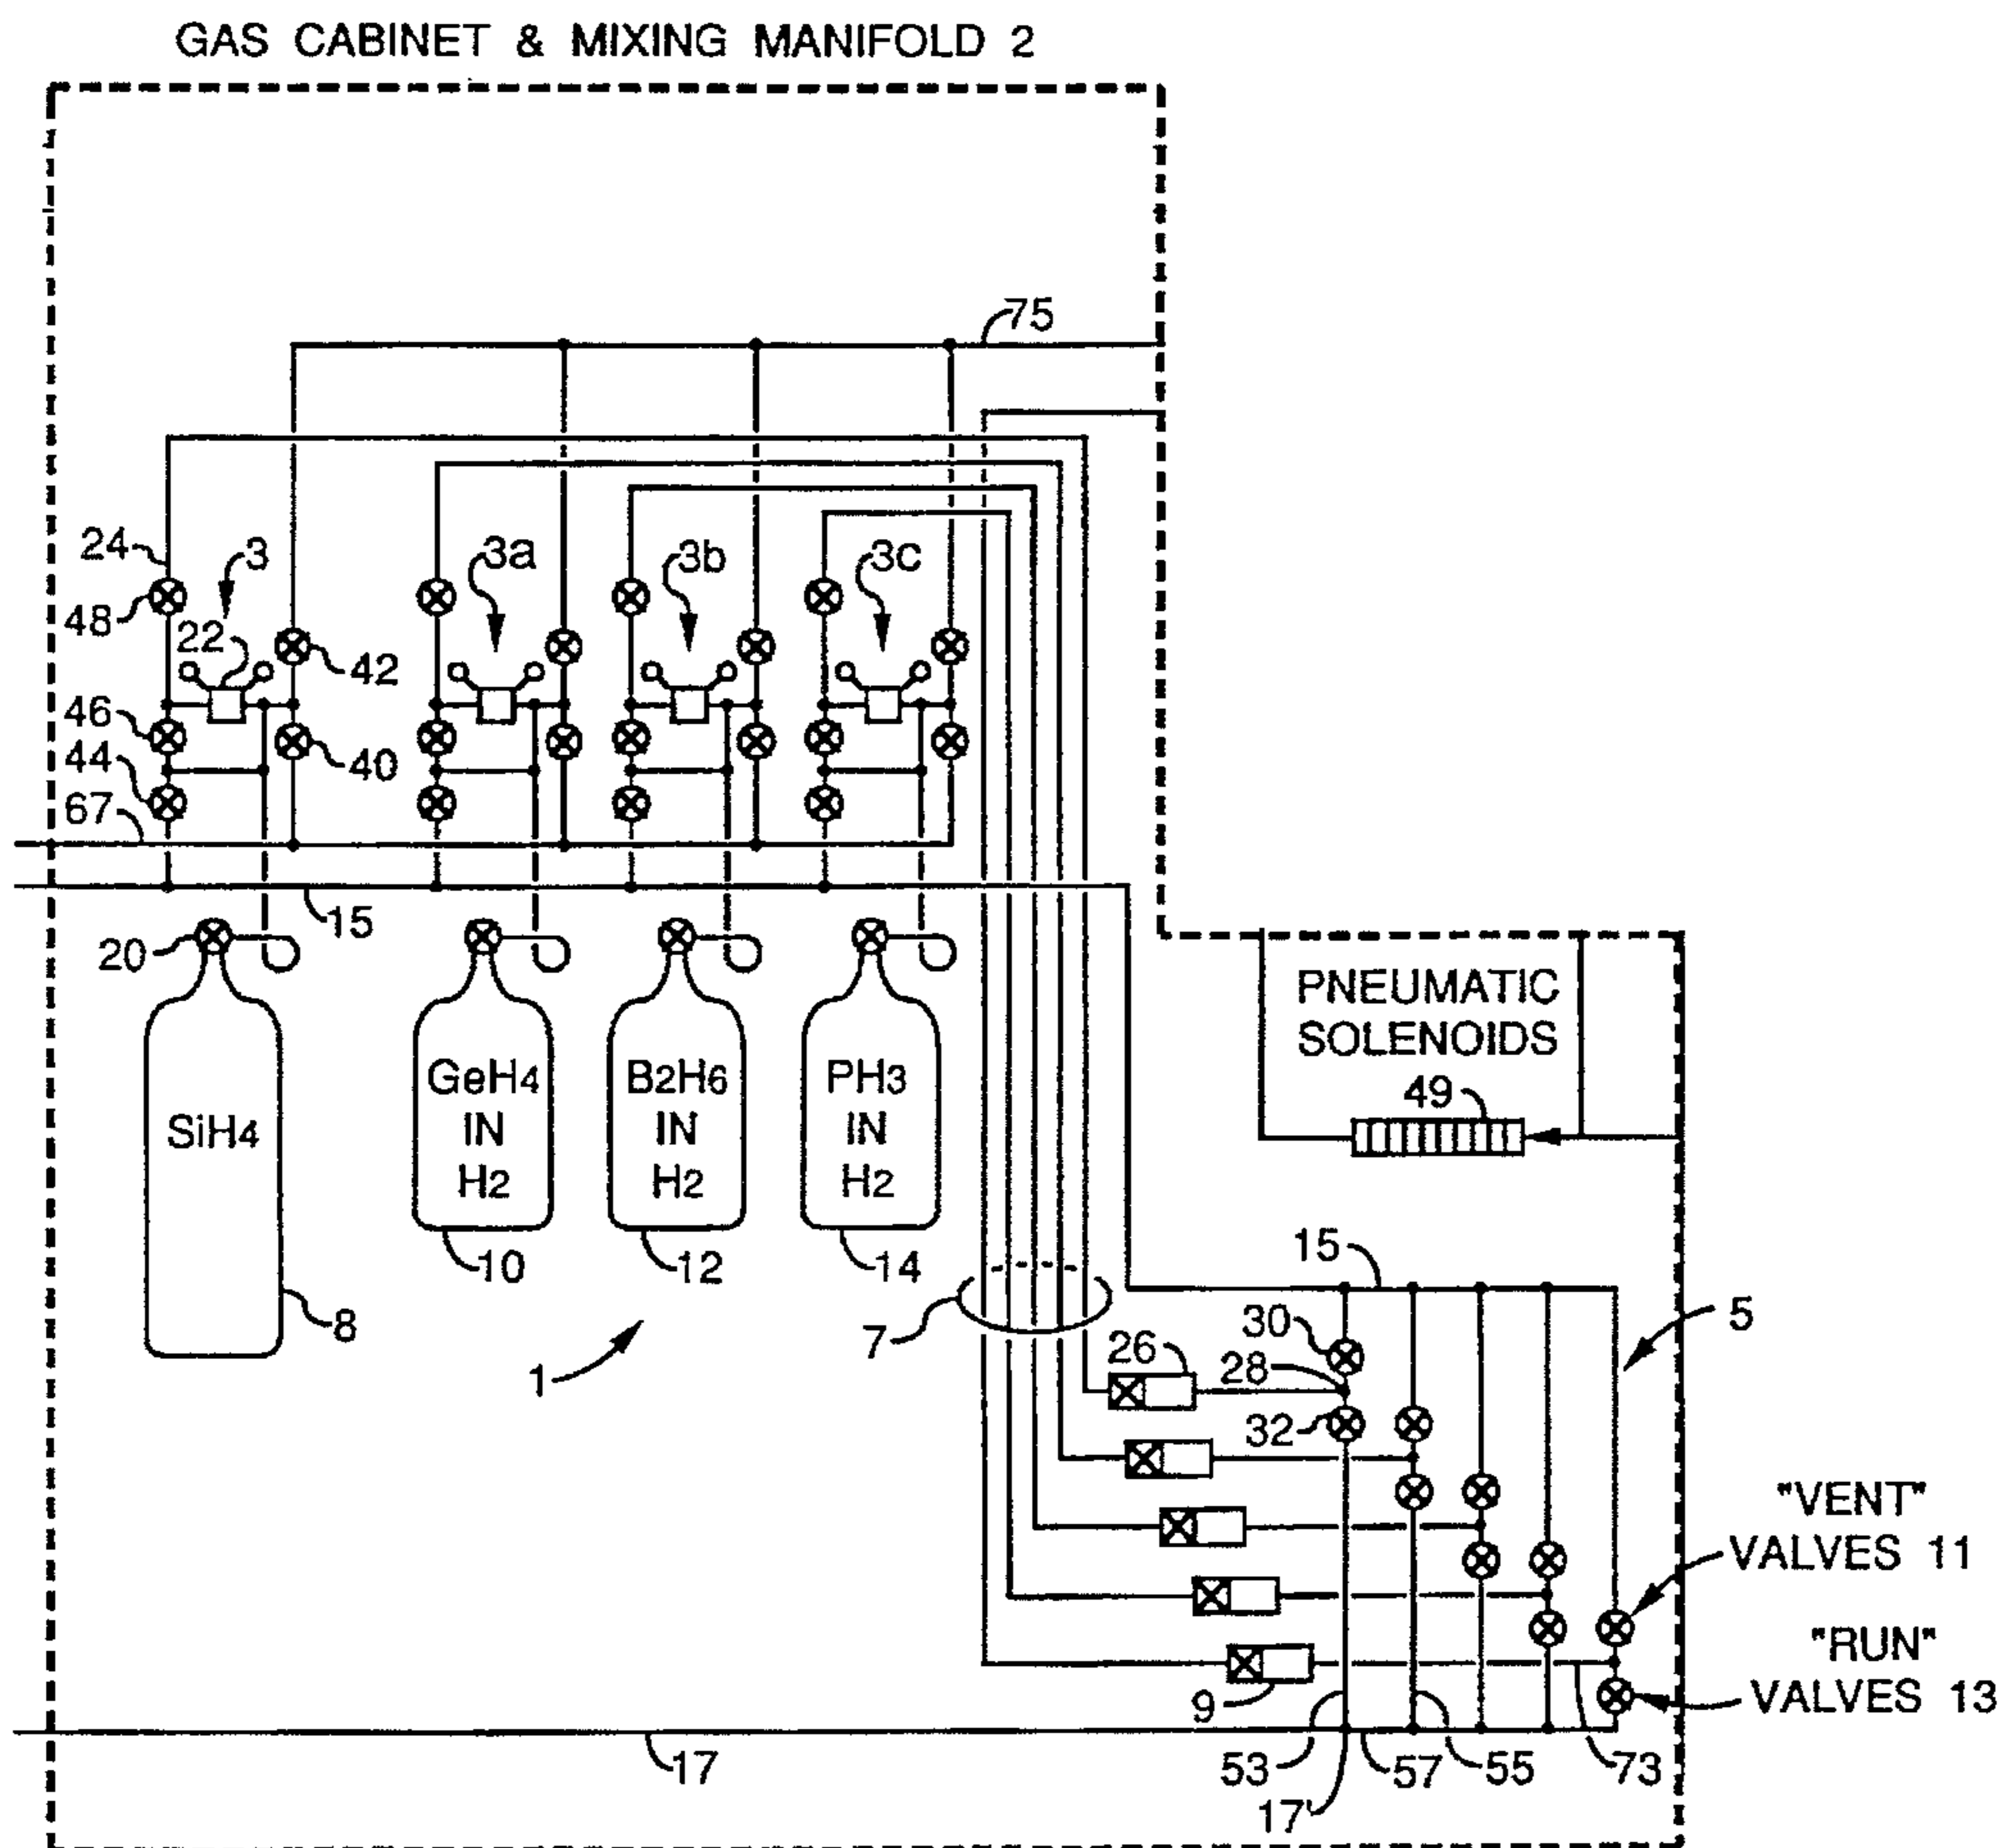 GAS CABINET & MIXING MANIFOLD 2
75
24
3
3a
3b
3c
48
22
42
46
44
40
67
15
20
PNEUMATIC
SOLENOIDS
49
SiH4
GeH4
IN
H2
B2H6
IN
H2
PH3
IN
H2
10
12
14
8
1
7
15
5
30
26
28
32
"VENT"
VALVES 11
"RUN"
VALVES 13
9
17
53
57
55
73
17'